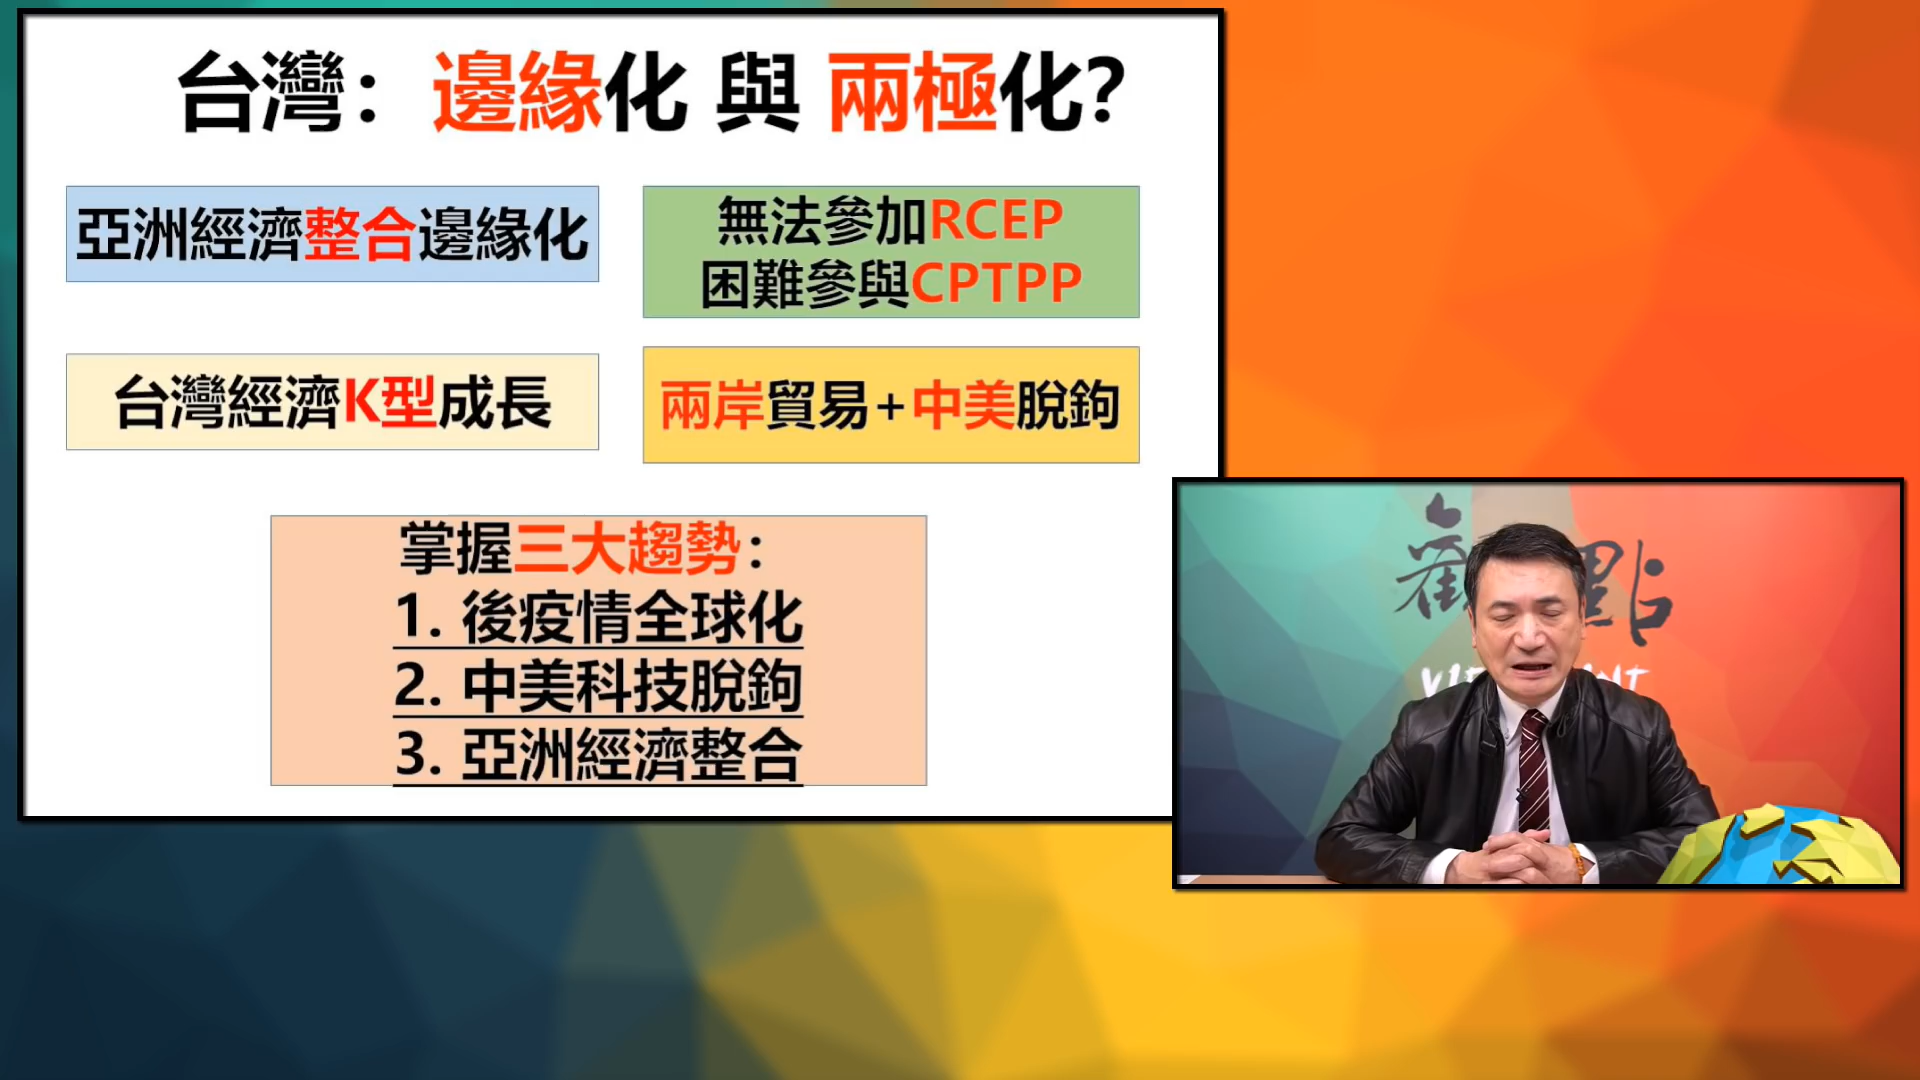 台灣：邊緣化 與 兩極化?
亞洲經濟整合邊緣化
無法參加RCEP
困難參與CPTPP
台灣經濟K型成長
兩岸貿易+中美脫鉤
掌握三大趨勢：
1. 後疫情全球化
2. 中美科技脫鉤
3. 亞洲經濟整合
觀點